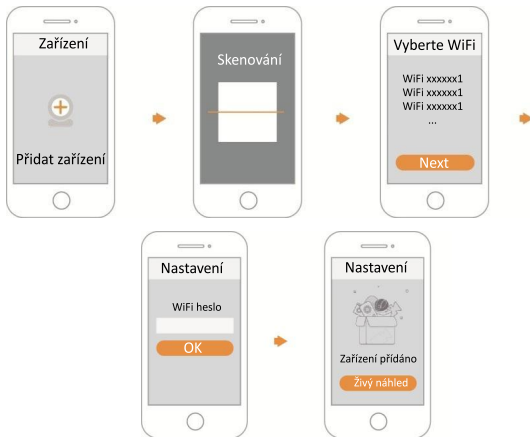 Zařízení
Přidat zařízení
Skenování
Vyberte WiFi
WiFi xxxxxx1
WiFi xxxxxx1
WiFi xxxxxx1
...
Next
Nastavení
WiFi heslo
OK
Nastavení
Zařízení přídáno
Živý náhled